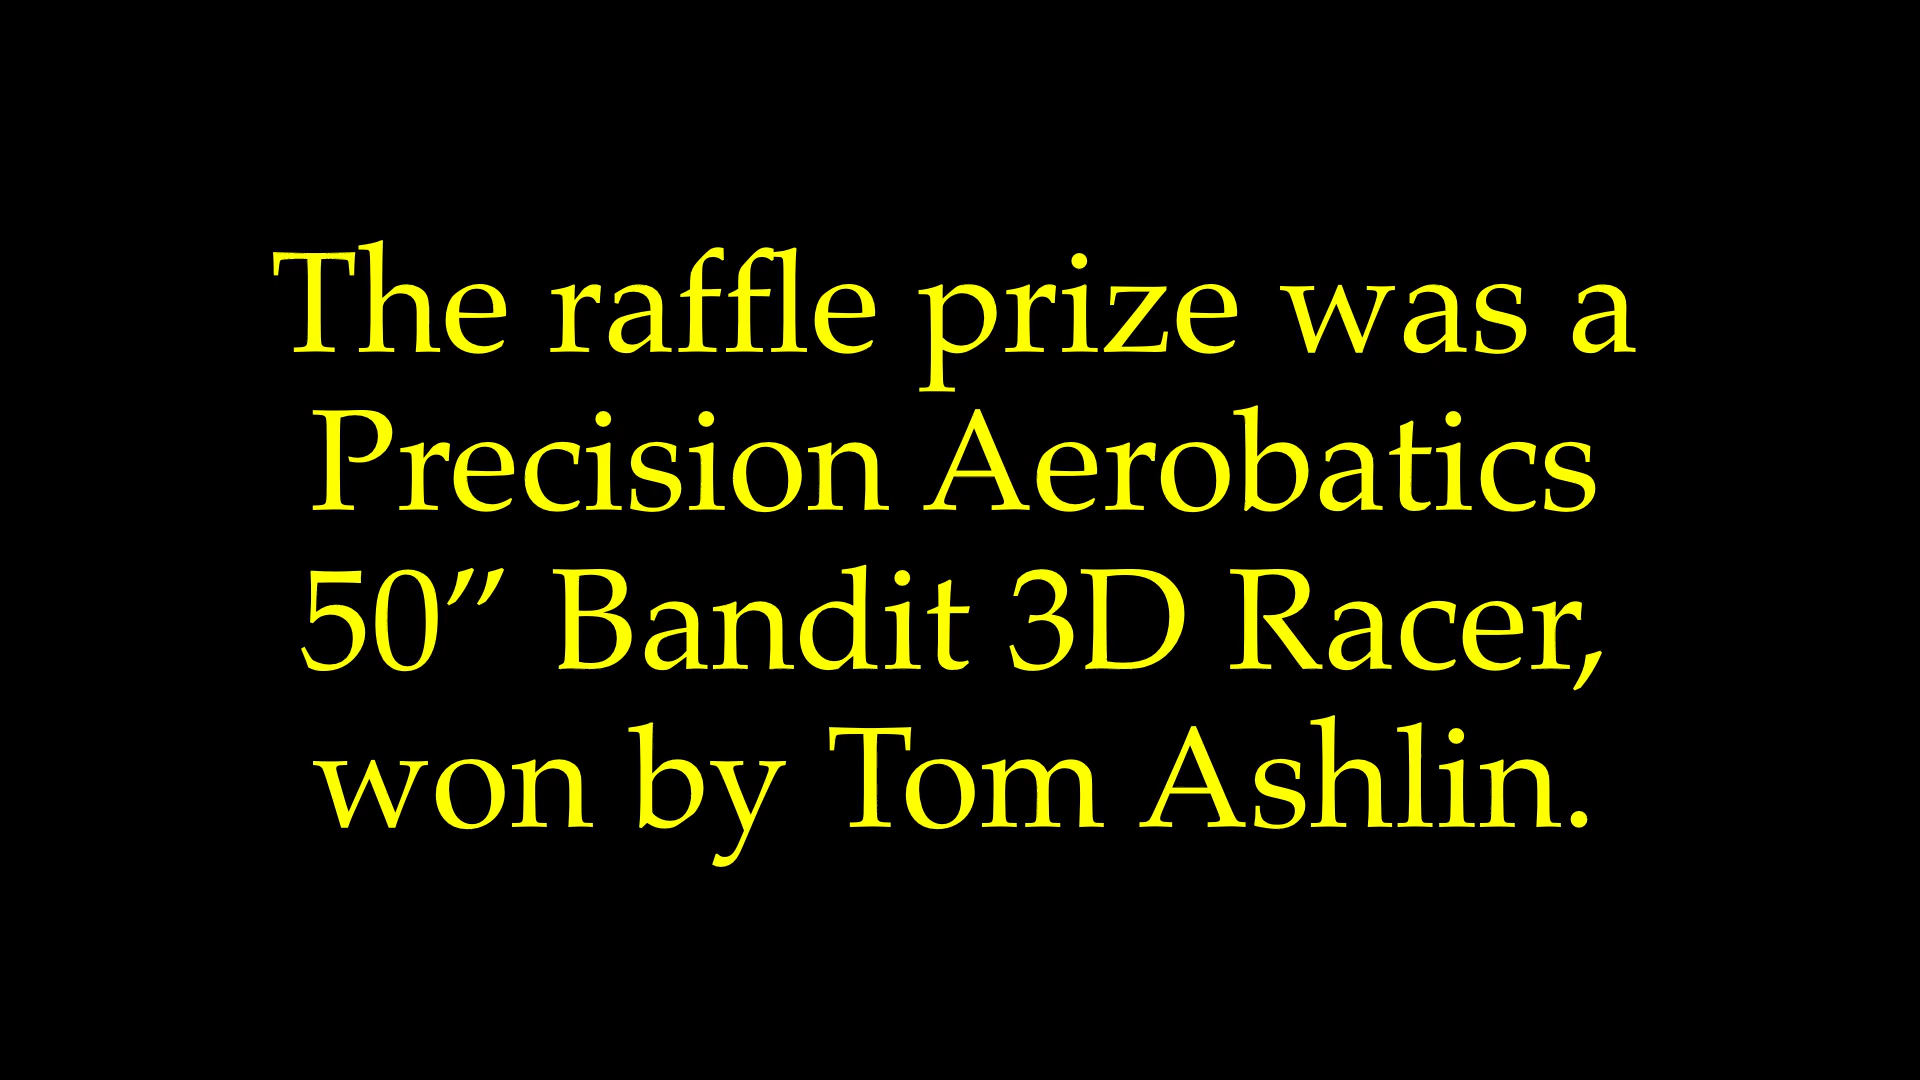 The raffle prize was a
Precision Aerobatics
50” Bandit 3D Racer,
won by Tom Ashlin.